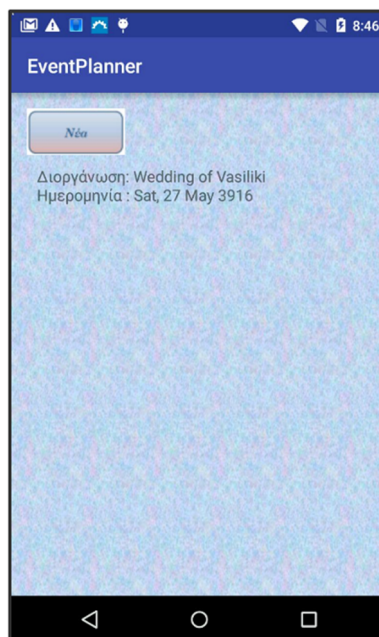 8:46
EventPlanner
Νέα
Διοργάνωση: Wedding of Vasiliki
Ημερομηνία : Sat, 27 May 3916